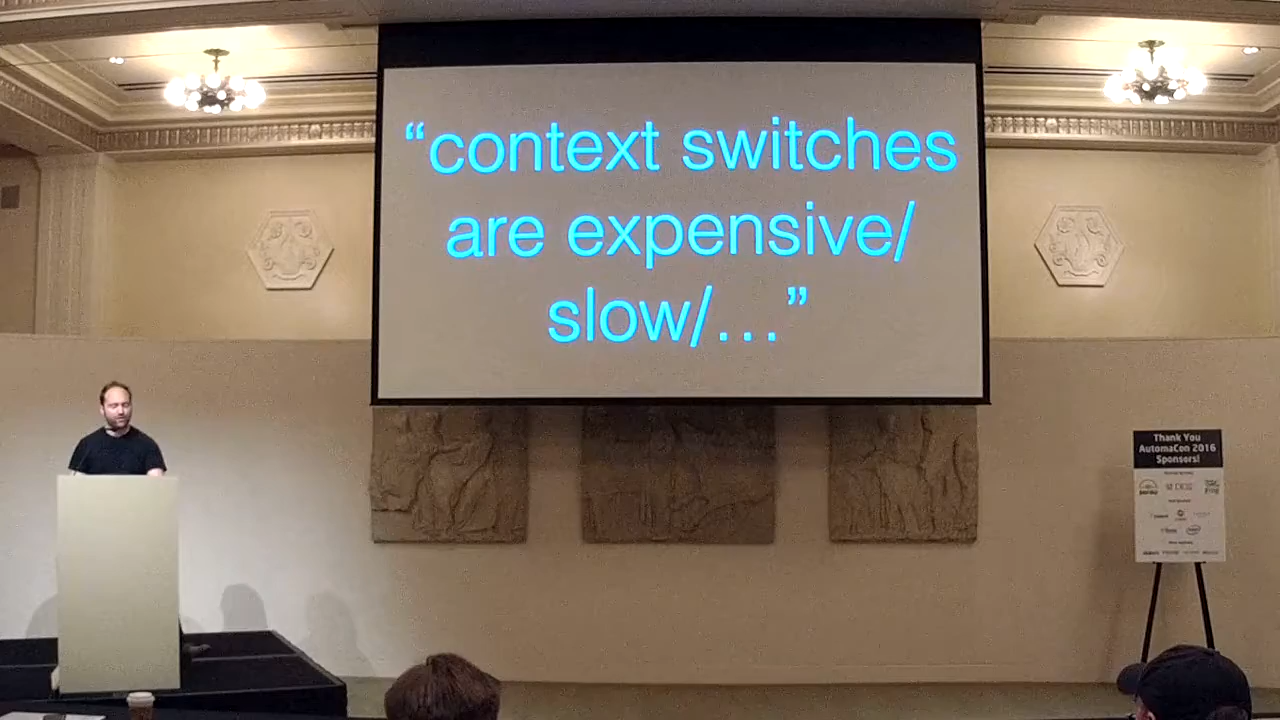 “context switches
are expensive/
slow/…”
Thank You
AutomaCon 2016
Sponsors!